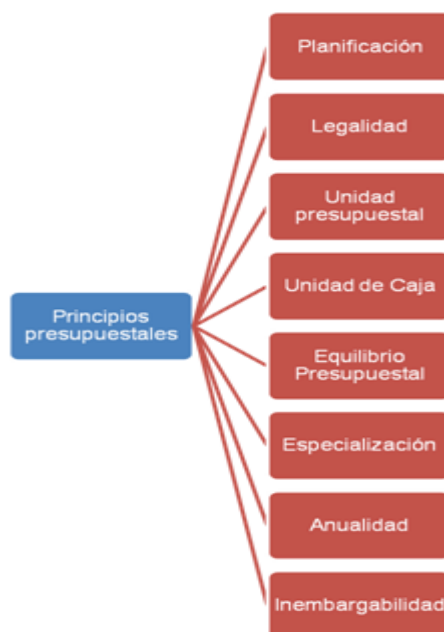 Principios
presupuestales
Planificación
Legalidad
Unidad
presupuestal
Unidad de Caja
Equilibrio
Presupuestal
Especialización
Anualidad
Inembargabilidad